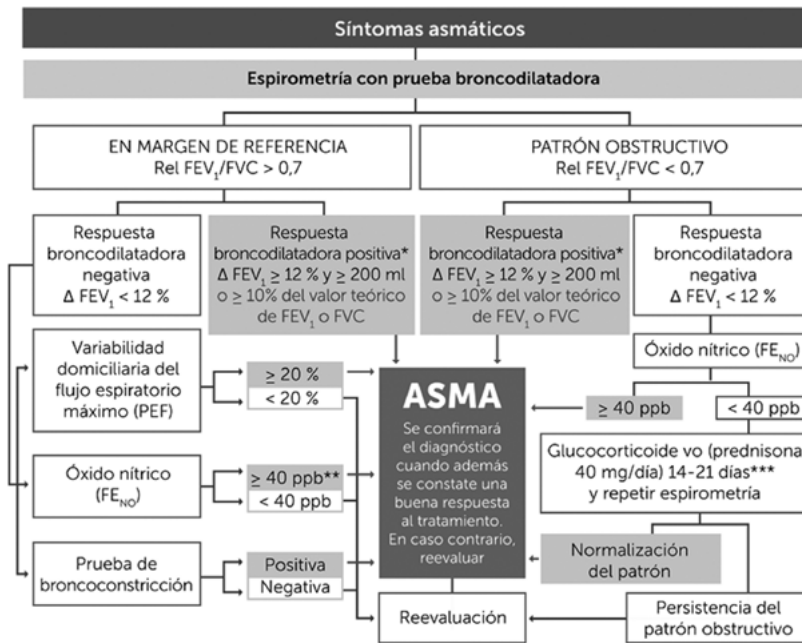 Síntomas asmáticos
Espirometría con prueba broncodilatadora
EN MARGEN DE REFERENCIA
Rel FEV₁/FVC > 0,7
PATRÓN OBSTRUCTIVO
Rel FEV₁/FVC < 0,7
Respuesta
broncodilatadora
negativa
Δ FEV₁ < 12 %
Respuesta
broncodilatadora positiva*
Δ FEV₁ ≥ 12 % y ≥ 200 ml
o ≥ 10% del valor teórico
de FEV₁ o FVC
Respuesta
broncodilatadora positiva*
Δ FEV₁ ≥ 12 % y ≥ 200 ml
o ≥ 10% del valor teórico
de FEV₁ o FVC
Respuesta
broncodilatadora
negativa
Δ FEV₁ < 12 %
Variabilidad
domiciliaria del
flujo espiratorio
máximo (PEF)
≥ 20 %
< 20 %
Óxido nítrico
(FE_NO)
≥ 40 ppb**
< 40 ppb
Prueba de
broncoconstricción
Positiva
Negativa
ASMA
Se confirmará
el diagnóstico
cuando además
se constate una
buena respuesta
al tratamiento.
En caso contrario,
reevaluar
Óxido nítrico (FE_NO)
≥ 40 ppb
< 40 ppb
Glucocorticoide vo (prednisona
40 mg/día) 14-21 días***
y repetir espirometría
Normalización
del patrón
Reevaluación
Persistencia del
patrón obstructivo